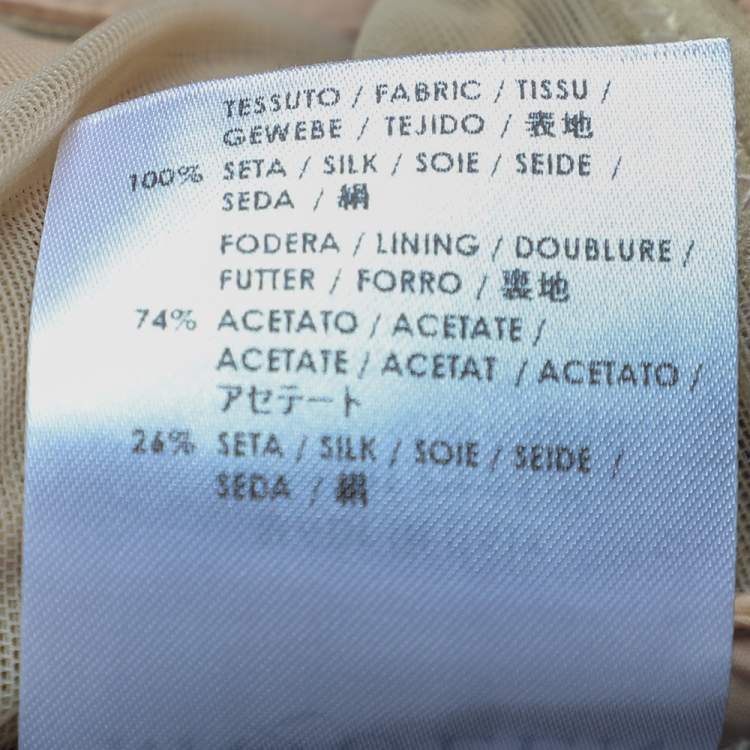 TESSUTO / FABRIC / TISSU /
GEWEBE / TEJIDO / 表地
100% SETA / SILK / SOIE / SEIDE /
SEDA / 絹
FODERA / LINING / DOUBLURE /
FUTTER / FORRO / 裏地
74% ACETATO / ACETATE /
ACETATE / ACETAT / ACETATO /
アセテート
26% SETA / SILK / SOIE / SEIDE /
SEDA / 絹